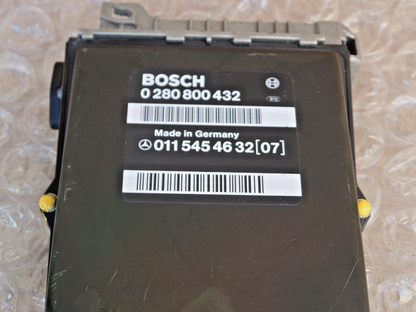 BOSCH
0 280 800 432
Made in Germany
011 545 46 32 [07]